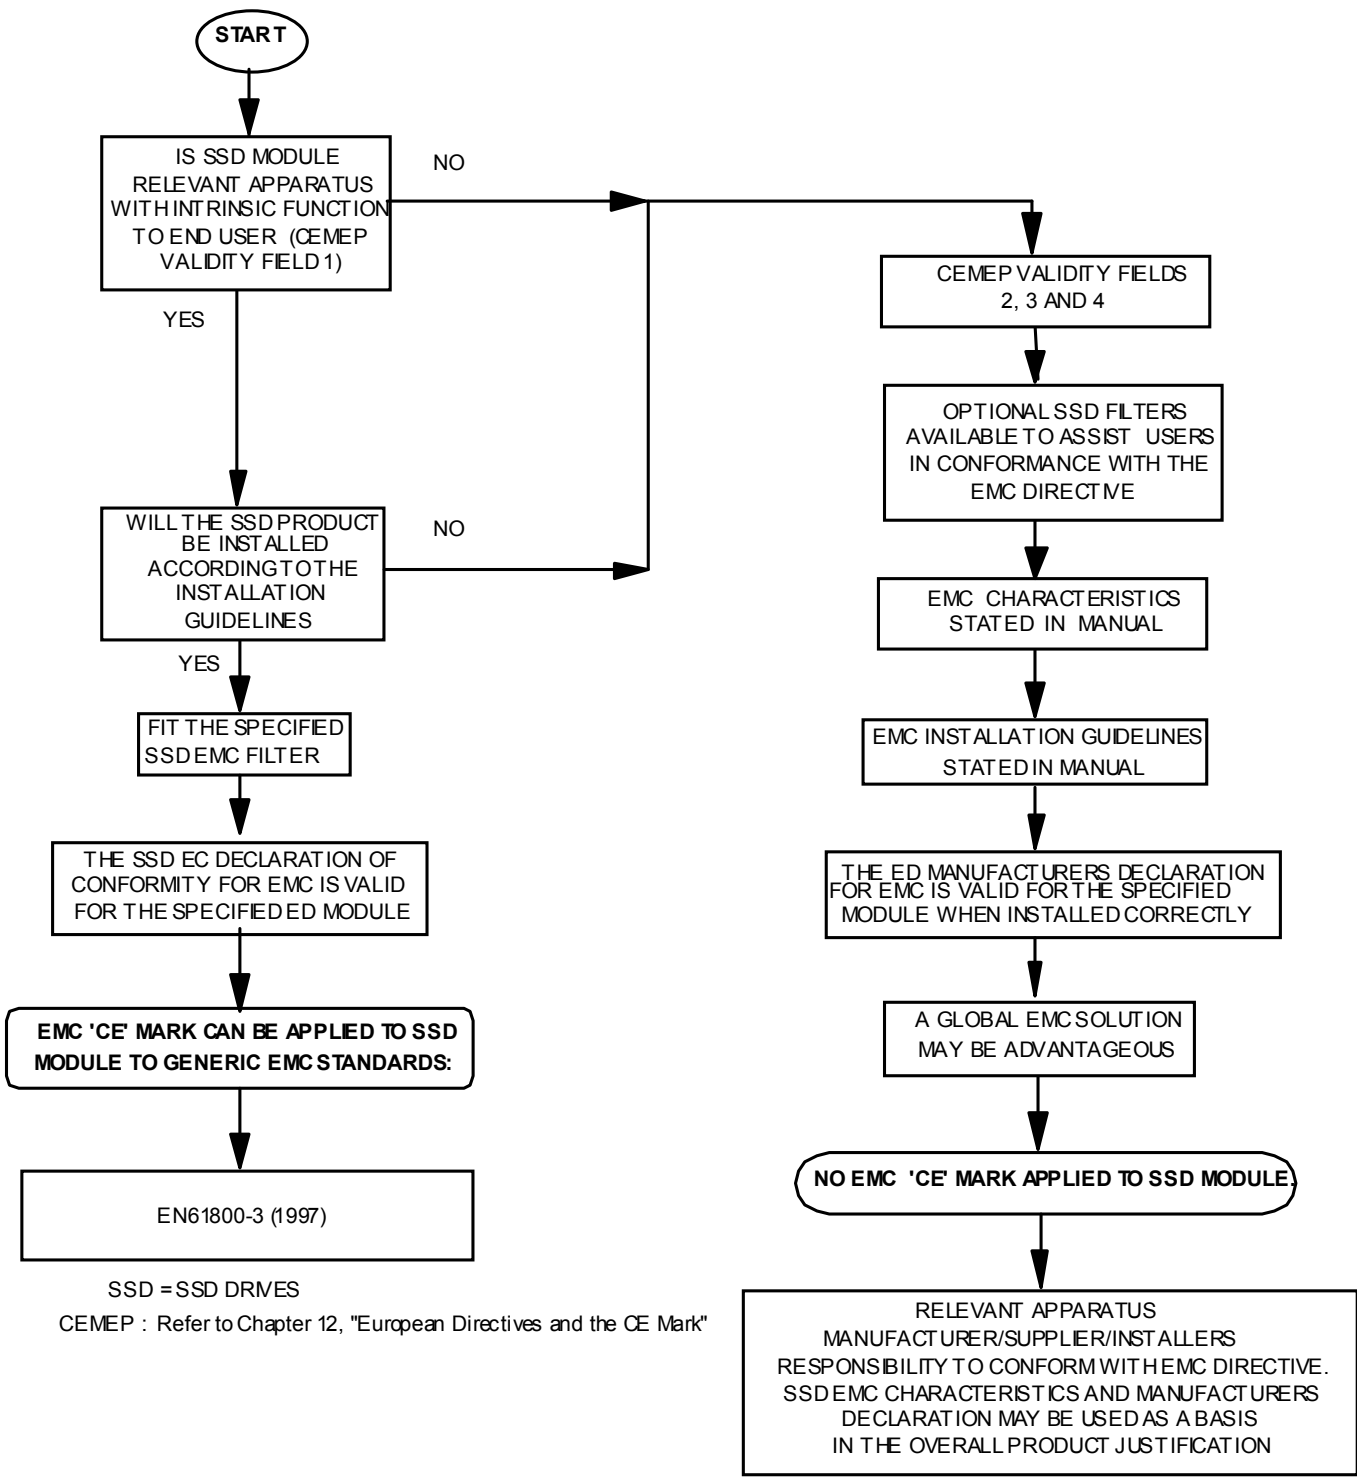 START
IS SSD MODULE
RELEVANT APPARATUS
WITH INTRINSIC FUNCTION
TO END USER (CEMEP
VALIDITY FIELD 1)
NO
YES
WILL THE SSD PRODUCT
BE INSTALLED
ACCORDING TO THE
INSTALLATION
GUIDELINES
NO
YES
FIT THE SPECIFIED
SSD EMC FILTER
THE SSD EC DECLARATION OF
CONFORMITY FOR EMC IS VALID
FOR THE SPECIFIED ED MODULE
EMC 'CE' MARK CAN BE APPLIED TO SSD
MODULE TO GENERIC EMC STANDARDS:
EN61800-3 (1997)
SSD = SSD DRIVES
CEMEP : Refer to Chapter 12, "European Directives and the CE Mark"
CEMEP VALIDITY FIELDS
2, 3 AND 4
OPTIONAL SSD FILTERS
AVAILABLE TO ASSIST USERS
IN CONFORMANCE WITH THE
EMC DIRECTIVE
EMC CHARACTERISTICS
STATED IN MANUAL
EMC INSTALLATION GUIDELINES
STATED IN MANUAL
THE ED MANUFACTURERS DECLARATION
FOR EMC IS VALID FOR THE SPECIFIED
MODULE WHEN INSTALLED CORRECTLY
A GLOBAL EMC SOLUTION
MAY BE ADVANTAGEOUS
NO EMC 'CE' MARK APPLIED TO SSD MODULE.
RELEVANT APPARATUS
MANUFACTURER/SUPPLIER/INSTALLERS
RESPONSIBILITY TO CONFORM WITH EMC DIRECTIVE.
SSD EMC CHARACTERISTICS AND MANUFACTURERS
DECLARATION MAY BE USED AS A BASIS
IN THE OVERALL PRODUCT JUSTIFICATION